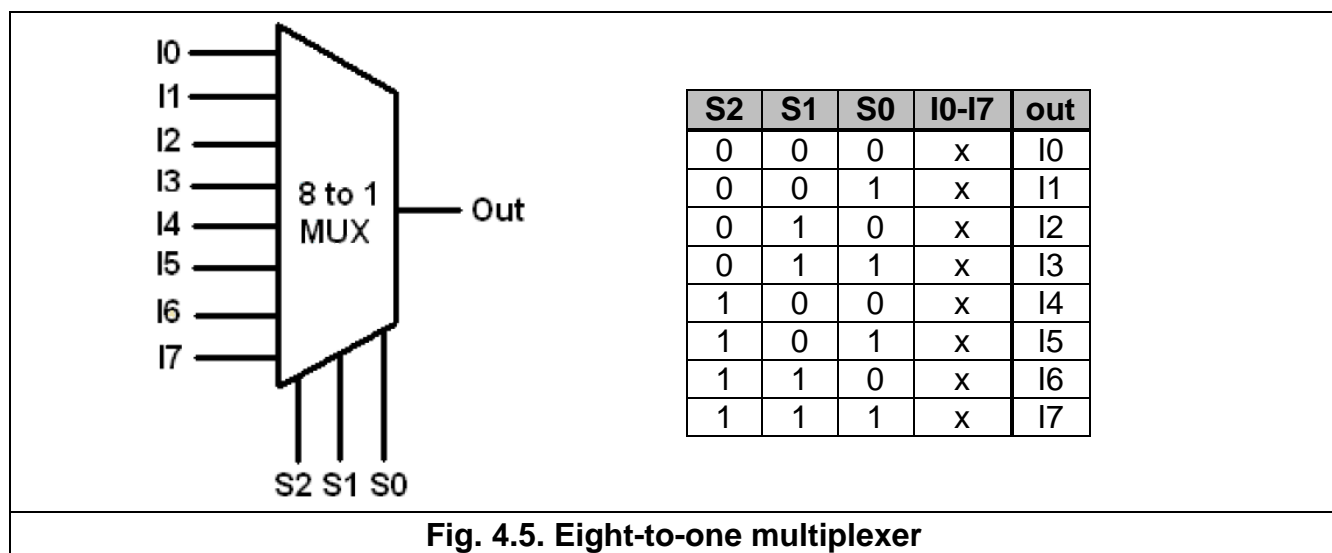 I0
I1
I2
I3
I4
I5
I6
I7
8 to 1
MUX
Out
S2 S1 S0
S2 S1 S0 I0-I7 out
0 0 0 x I0
0 0 1 x I1
0 1 0 x I2
0 1 1 x I3
1 0 0 x I4
1 0 1 x I5
1 1 0 x I6
1 1 1 x I7
Fig. 4.5. Eight-to-one multiplexer